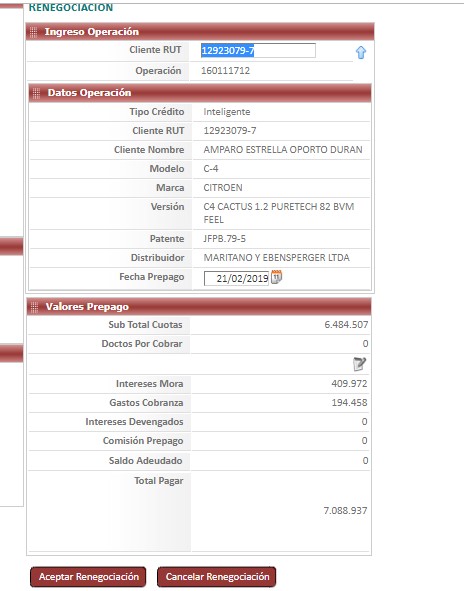 RENEGOCIACION
Ingreso Operación
Cliente RUT 12923079-7
Operación 160111712
Datos Operación
Tipo Crédito Inteligente
Cliente RUT 12923079-7
Cliente Nombre AMPARO ESTRELLA OPORTO DURAN
Modelo C-4
Marca CITROEN
Versión C4 CACTUS 1.2 PURETECH 82 BVM
FEEL
Patente JFPB.79-5
Distribuidor MARITANO Y EBENSPERGER LTDA
Fecha Prepago 21/02/2019
Valores Prepago
Sub Total Cuotas 6.484.507
Doctos Por Cobrar 0
Intereses Mora 409.972
Gastos Cobranza 194.458
Intereses Devengados 0
Comisión Prepago 0
Saldo Adeudado 0
Total Pagar
7.088.937
Aceptar Renegociación Cancelar Renegociación